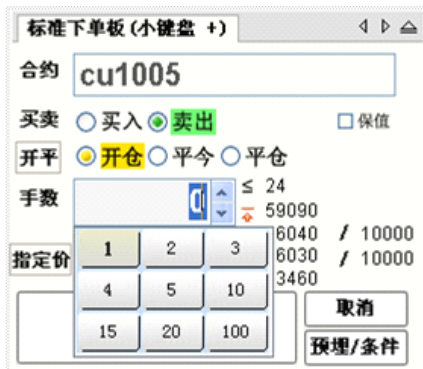 标准下单板(小键盘 +)
合约 cu1005
买卖 买入 卖出 保值
开平 开仓 平今 平仓
手数 0 ≤ 24
59090
6040 / 10000
指定价 6030 / 10000
3460
1 2 3
4 5 10
15 20 100
取消
预埋/条件